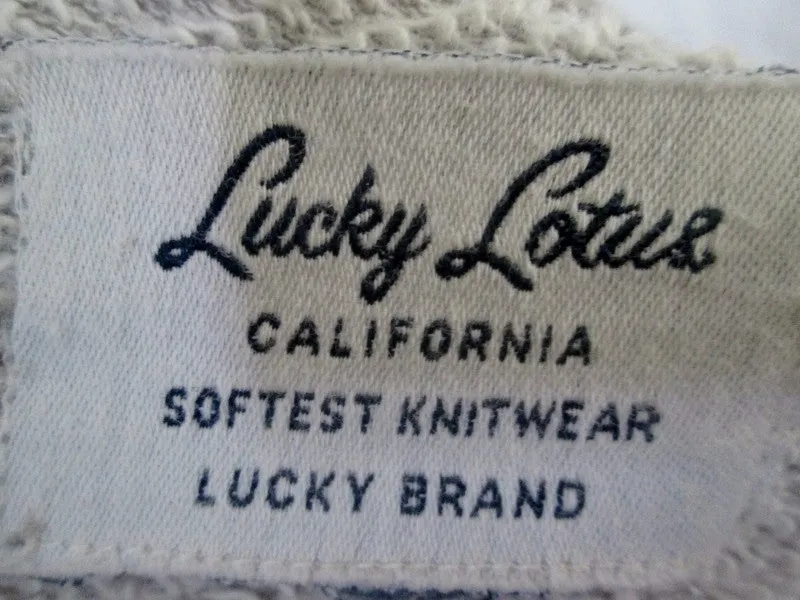 Lucky Lotus
CALIFORNIA
SOFTEST KNITWEAR
LUCKY BRAND